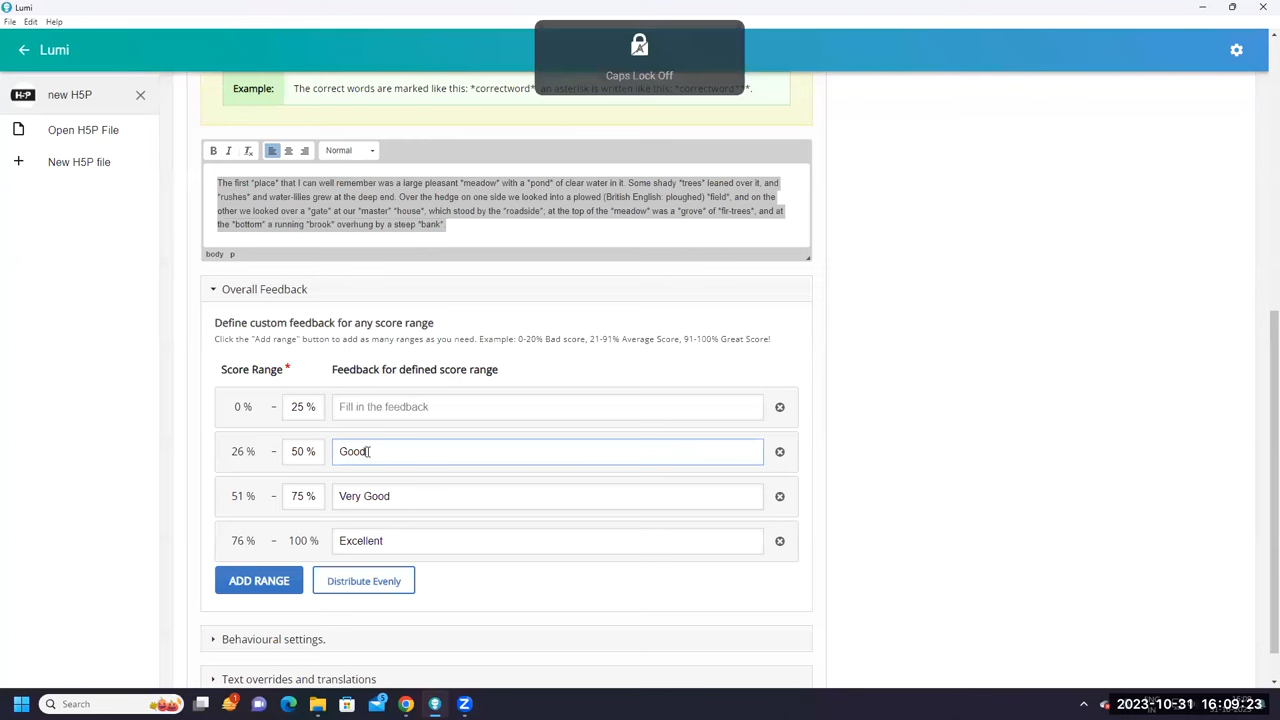 Lumi
File Edit Help
Lumi
Caps Lock Off
new H5P
Open H5P File
New H5P file
Example: The correct words are marked like this: *correctword*, an asterisk is written like this: *correctword***.
B I Tx Normal
The first *place* that I can well remember was a large pleasant *meadow* with a *pond* of clear water in it. Some shady *trees* leaned over it, and
*rushes* and water-lilies grew at the deep end. Over the hedge on one side we looked into a plowed (British English: ploughed) *field*, and on the
other we looked over a *gate* at our *master* *house*, which stood by the *roadside*; at the top of the *meadow* was a *grove* of *fir-trees*, and at
the *bottom* a running *brook* overhung by a steep *bank*.
body p
Overall Feedback
Define custom feedback for any score range
Click the "Add range" button to add as many ranges as you need. Example: 0-20% Bad score, 21-91% Average Score, 91-100% Great Score!
Score Range* Feedback for defined score range
0 % – 25 % Fill in the feedback
26 % – 50 % Good
51 % – 75 % Very Good
76 % – 100 % Excellent
ADD RANGE Distribute Evenly
Behavioural settings.
Text overrides and translations
Search
2023-10-31 16:09:23